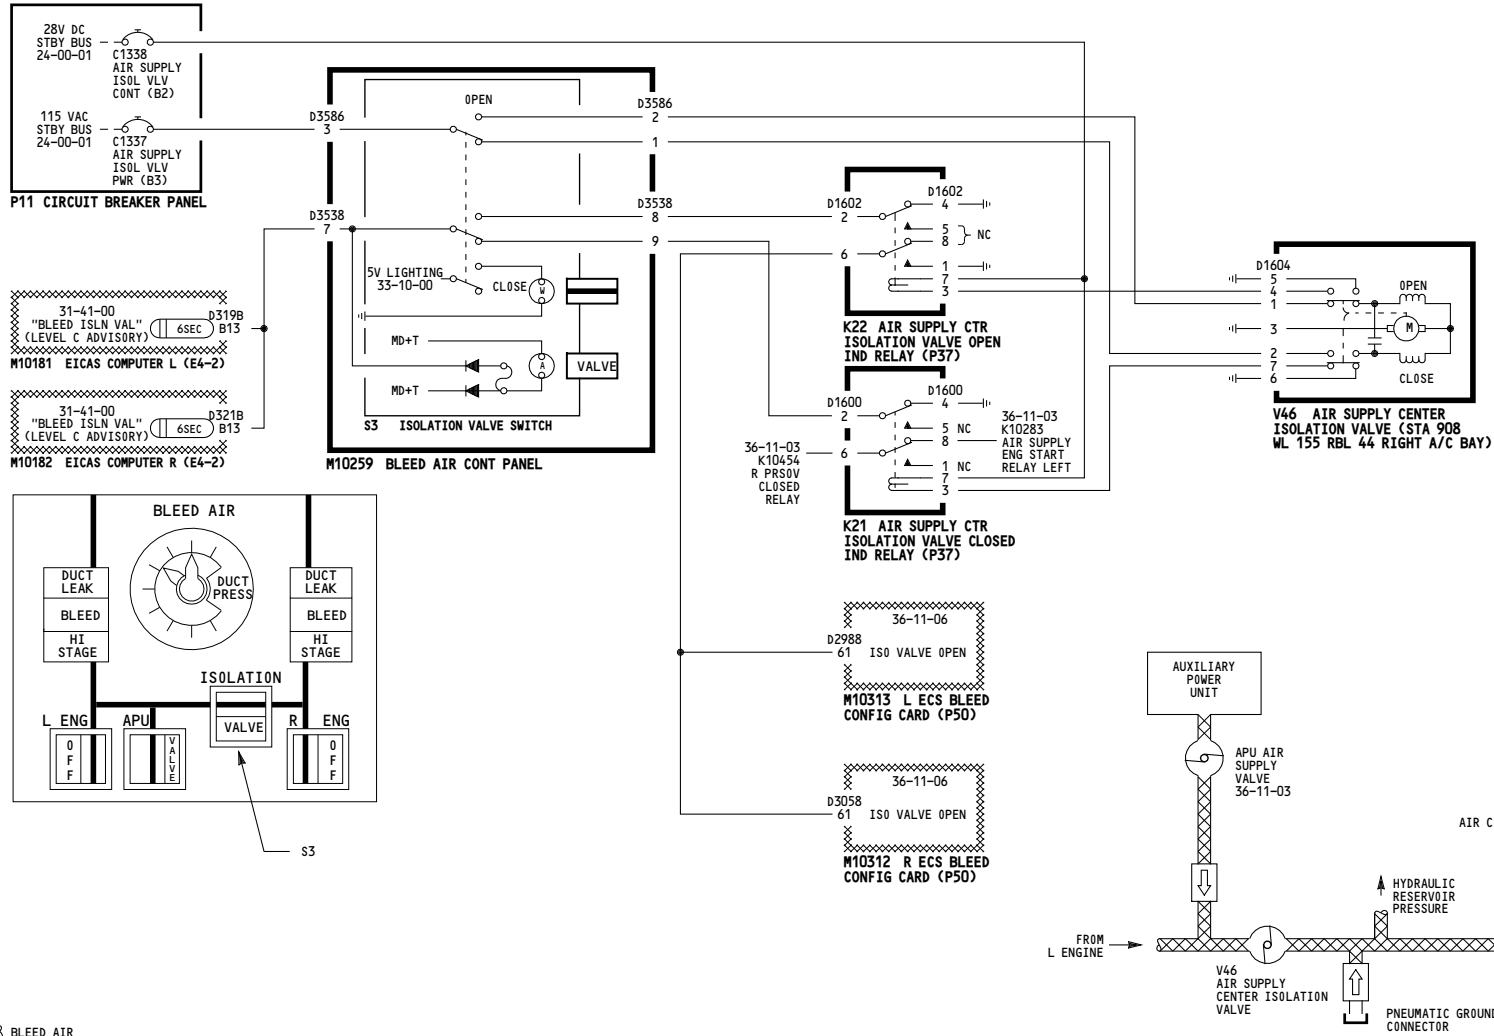 28V DC
STBY BUS
24-00-01
C1338
AIR SUPPLY
ISOL VLV
CONT (B2)
115 VAC
STBY BUS
24-00-01
C1337
AIR SUPPLY
ISOL VLV
PWR (B3)
P11 CIRCUIT BREAKER PANEL
31-41-00
"BLEED ISLN VAL"
(LEVEL C ADVISORY)
6SEC
D319B
B13
M10181 EICAS COMPUTER L (E4-2)
31-41-00
"BLEED ISLN VAL"
(LEVEL C ADVISORY)
6SEC
D321B
B13
M10182 EICAS COMPUTER R (E4-2)
D3586
3
D3538
7
OPEN
5V LIGHTING
33-10-00
CLOSE
W
MD+T
A
MD+T
VALVE
S3 ISOLATION VALVE SWITCH
D3586
2
1
D3538
8
9
M10259 BLEED AIR CONT PANEL
D1602
2
6
D1602
4
5
8
NC
1
7
3
K22 AIR SUPPLY CTR
ISOLATION VALVE OPEN
IND RELAY (P37)
D1600
2
6
D1600
4
5 NC
8
1 NC
7
3
36-11-03
K10454
R PRSOV
CLOSED
RELAY
36-11-03
K10283
AIR SUPPLY
ENG START
RELAY LEFT
K21 AIR SUPPLY CTR
ISOLATION VALVE CLOSED
IND RELAY (P37)
D1604
5
4
1
3
2
7
6
OPEN
M
CLOSE
V46 AIR SUPPLY CENTER
ISOLATION VALVE (STA 908
WL 155 RBL 44 RIGHT A/C BAY)
BLEED AIR
DUCT
LEAK
BLEED
HI
STAGE
DUCT
PRESS
DUCT
LEAK
BLEED
HI
STAGE
ISOLATION
VALVE
L ENG
APU
R ENG
OFF
VALVE
OFF
S3
36-11-06
D2988
61 ISO VALVE OPEN
M10313 L ECS BLEED
CONFIG CARD (P50)
36-11-06
D3058
61 ISO VALVE OPEN
M10312 R ECS BLEED
CONFIG CARD (P50)
AUXILIARY
POWER
UNIT
APU AIR
SUPPLY
VALVE
36-11-03
AIR C
HYDRAULIC
RESERVOIR
PRESSURE
FROM
L ENGINE
V46
AIR SUPPLY
CENTER ISOLATION
VALVE
PNEUMATIC GROUND
CONNECTOR
R BLEED AIR